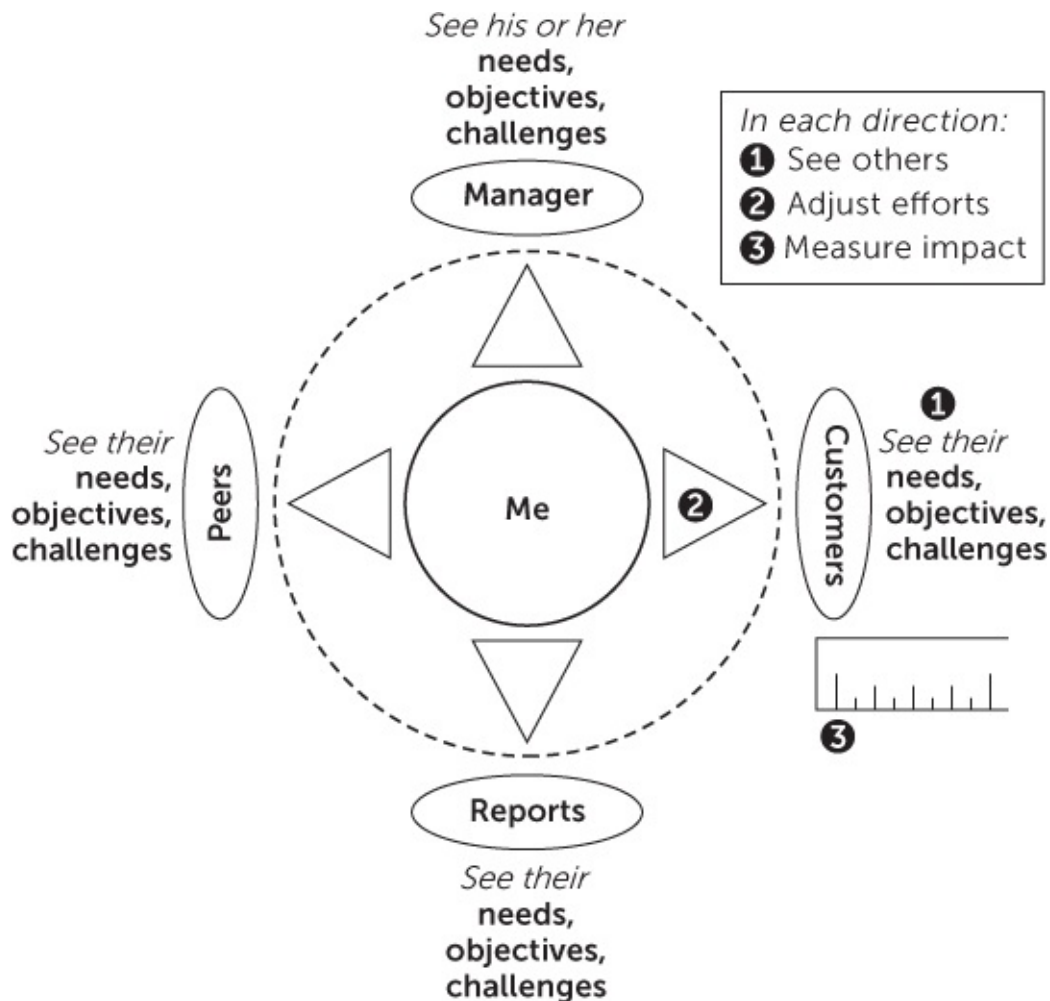 See his or her
needs,
objectives,
challenges
Manager
In each direction:
1 See others
2 Adjust efforts
3 Measure impact
See their
needs,
objectives,
challenges
Peers
Me
2
Customers
1
See their
needs,
objectives,
challenges
3
Reports
See their
needs,
objectives,
challenges